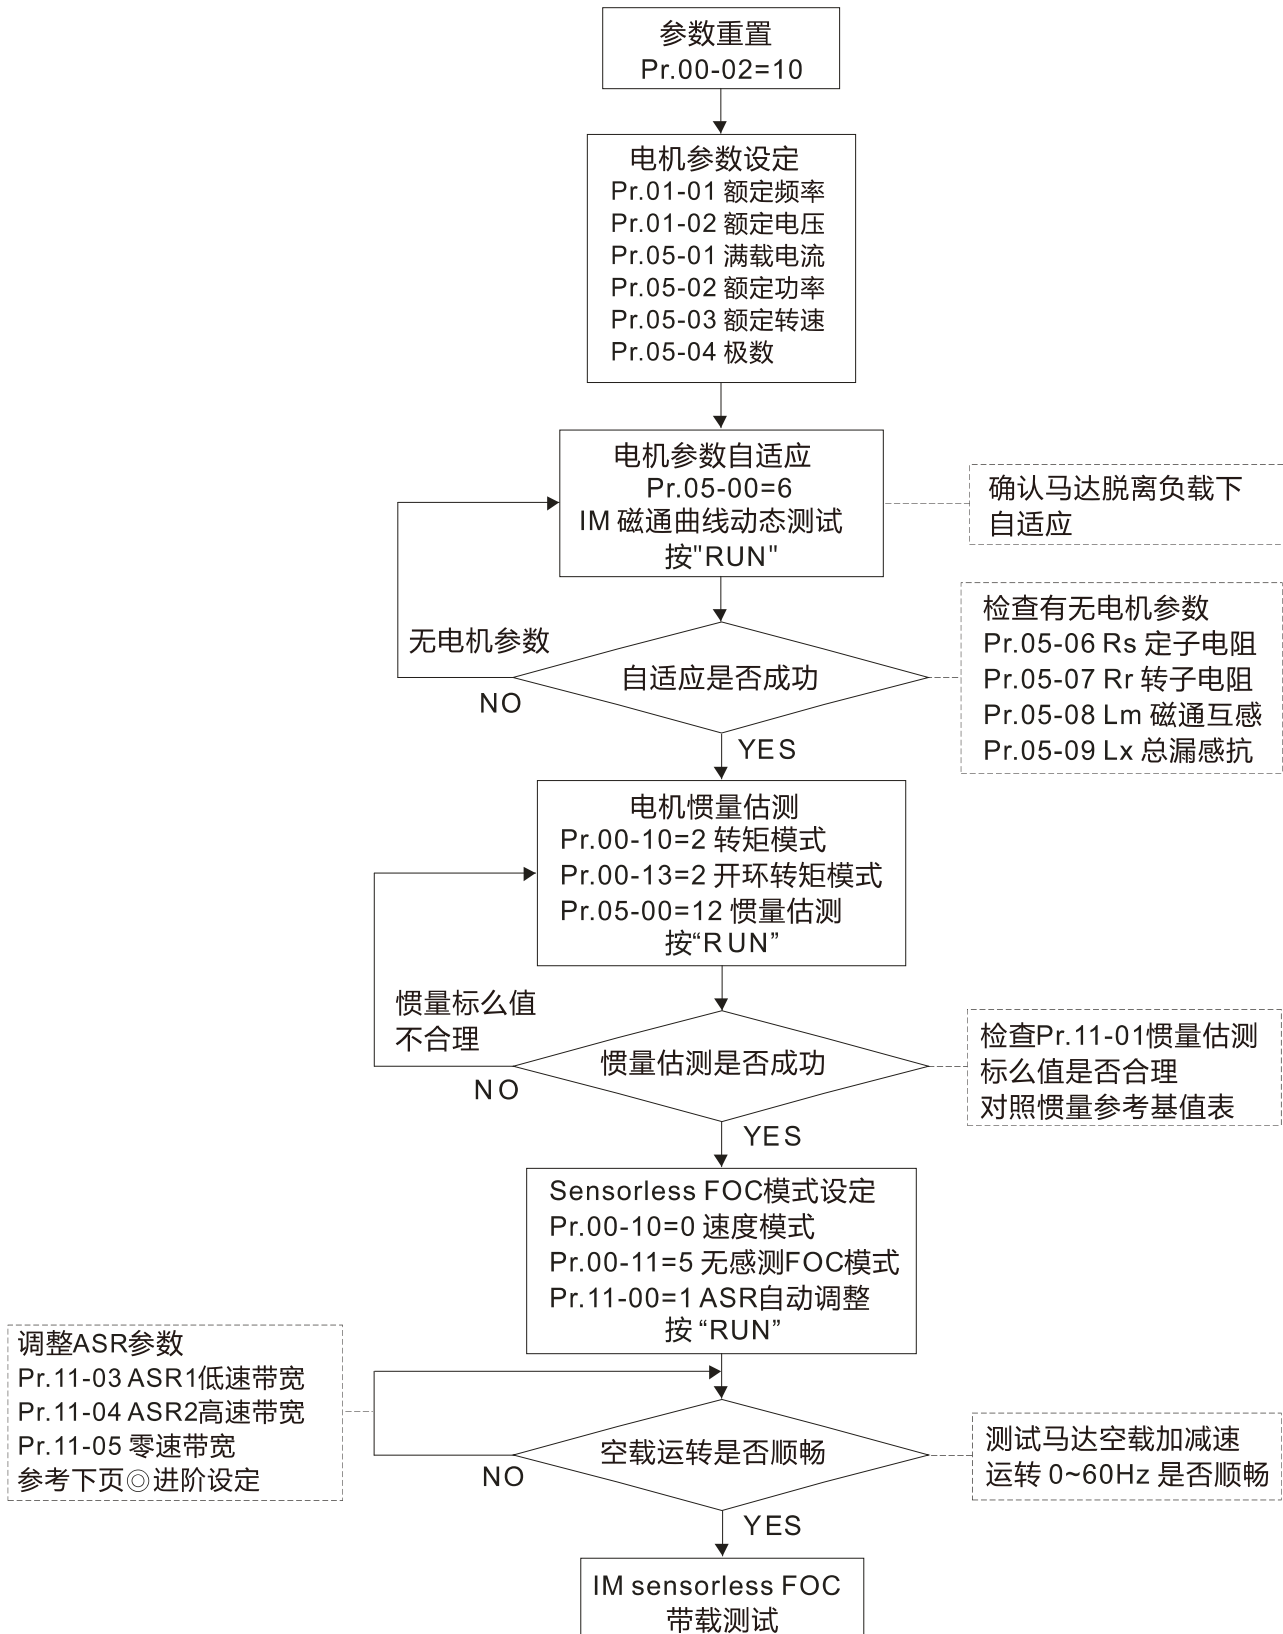 参数重置
Pr.00-02=10
电机参数设定
Pr.01-01 额定频率
Pr.01-02 额定电压
Pr.05-01 满载电流
Pr.05-02 额定功率
Pr.05-03 额定转速
Pr.05-04 极数
电机参数自适应
Pr.05-00=6
IM 磁通曲线动态测试
按"RUN"
确认马达脱离负载下
自适应
无电机参数
NO
自适应是否成功
YES
检查有无电机参数
Pr.05-06 Rs 定子电阻
Pr.05-07 Rr 转子电阻
Pr.05-08 Lm 磁通互感
Pr.05-09 Lx 总漏感抗
电机惯量估测
Pr.00-10=2 转矩模式
Pr.00-13=2 开环转矩模式
Pr.05-00=12 惯量估测
按“RUN”
惯量标么值
不合理
NO
惯量估测是否成功
YES
检查Pr.11-01惯量估测
标么值是否合理
对照惯量参考基值表
Sensorless FOC模式设定
Pr.00-10=0 速度模式
Pr.00-11=5 无感测FOC模式
Pr.11-00=1 ASR自动调整
按 “RUN”
调整ASR参数
Pr.11-03 ASR1低速带宽
Pr.11-04 ASR2高速带宽
Pr.11-05 零速带宽
参考下页◎进阶设定
NO
空载运转是否顺畅
YES
测试马达空载加减速
运转 0~60Hz 是否顺畅
IM sensorless FOC
带载测试